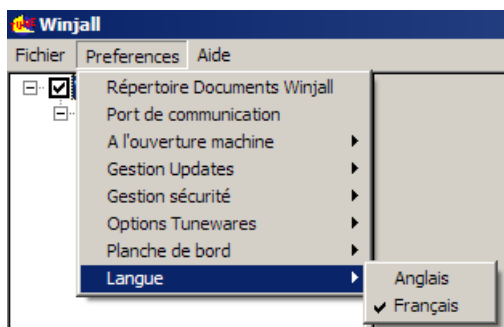 Winjall
Fichier Preferences Aide
Répertoire Documents Winjall
Port de communication
A l'ouverture machine
Gestion Updates
Gestion sécurité
Options Tunewares
Planche de bord
Langue
Anglais
Français